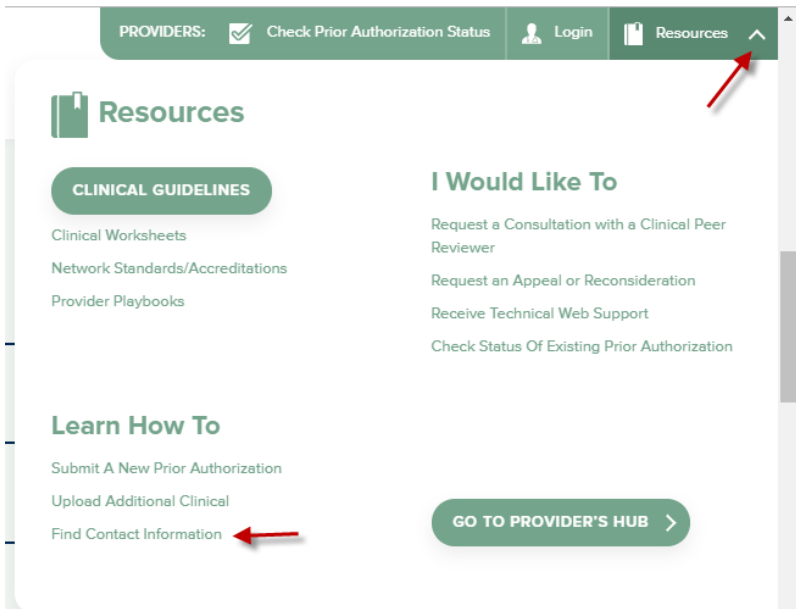 PROVIDERS: Check Prior Authorization Status Login Resources
Resources
CLINICAL GUIDELINES
Clinical Worksheets
Network Standards/Accreditations
Provider Playbooks
I Would Like To
Request a Consultation with a Clinical Peer
Reviewer
Request an Appeal or Reconsideration
Receive Technical Web Support
Check Status Of Existing Prior Authorization
Learn How To
Submit A New Prior Authorization
Upload Additional Clinical
Find Contact Information
GO TO PROVIDER'S HUB